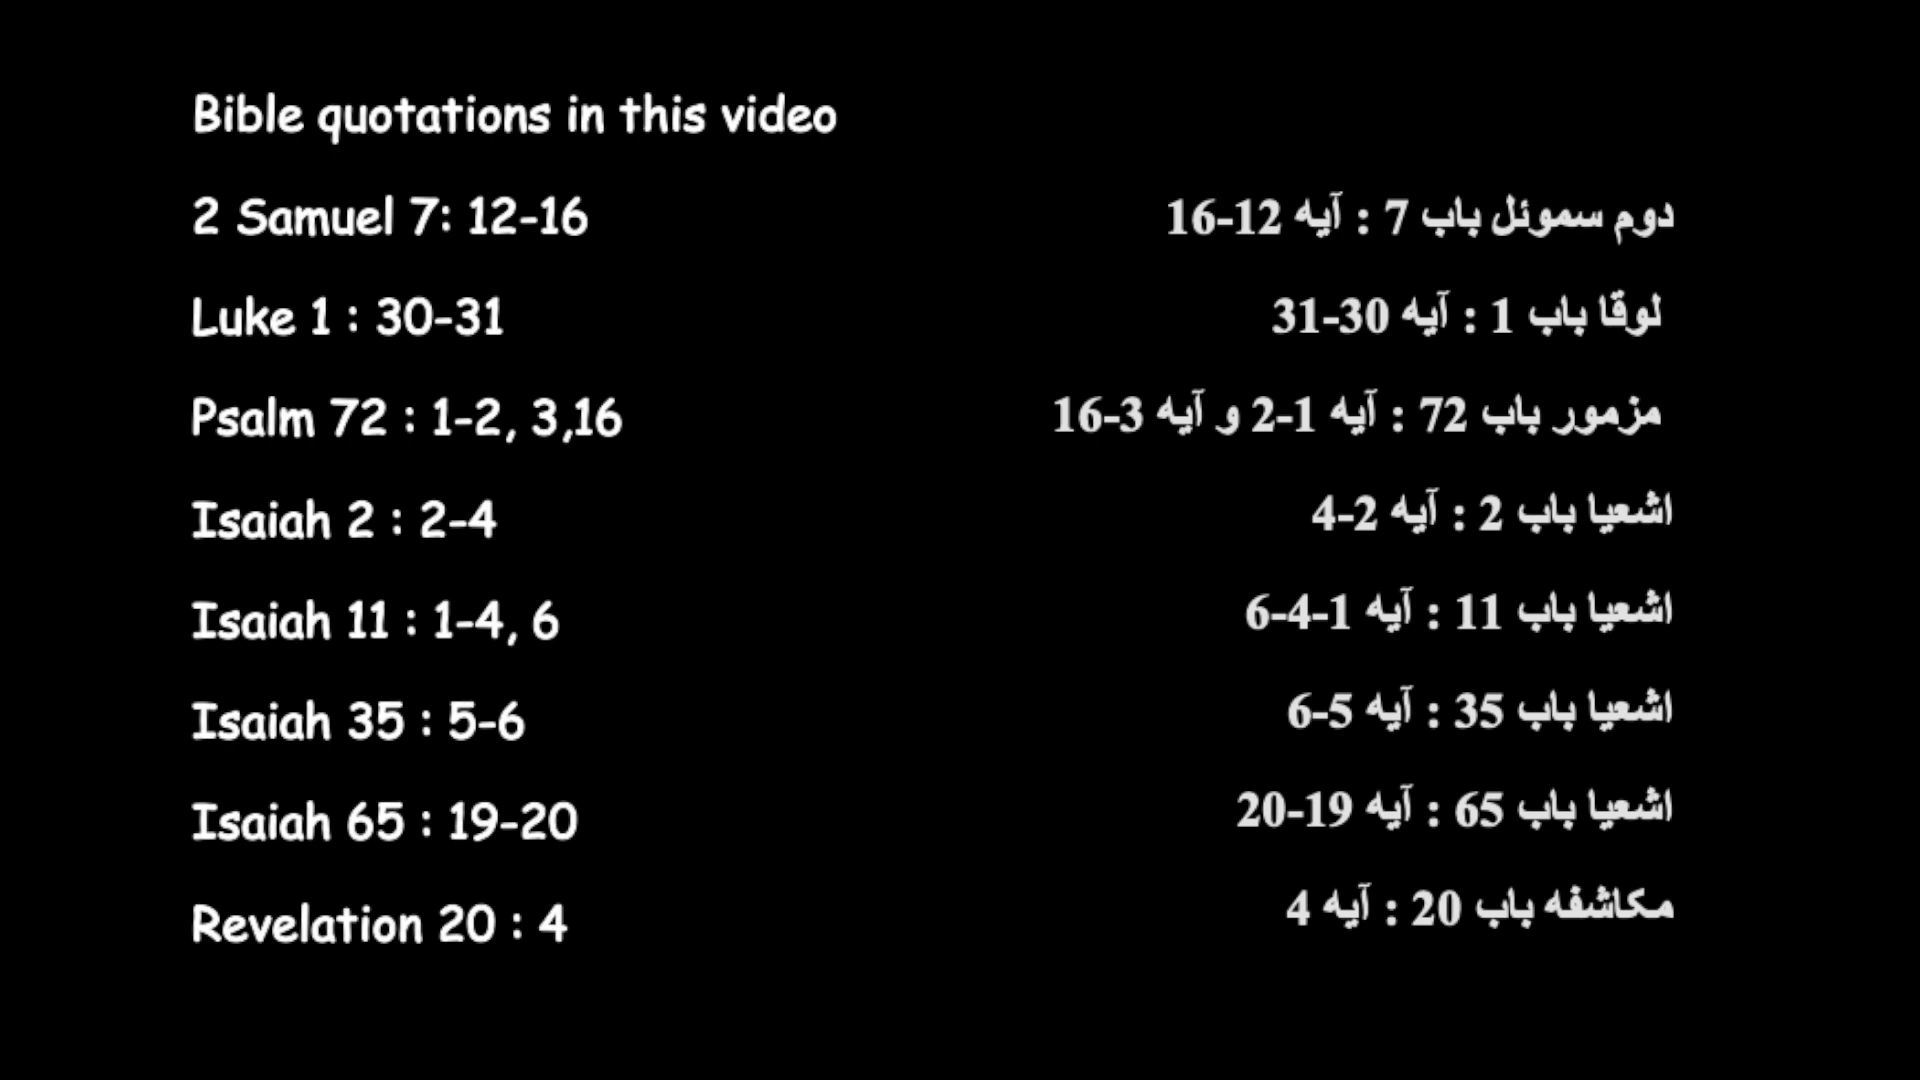 Bible quotations in this video
2 Samuel 7: 12-16
دوم سموئل باب 7 : آیه 12-16
Luke 1 : 30-31
لوقا باب 1 : آیه 30-31
Psalm 72 : 1-2, 3,16
مزمور باب 72 : آیه 1-2 و آیه 3-16
Isaiah 2 : 2-4
اشعیا باب 2 : آیه 2-4
Isaiah 11 : 1-4, 6
اشعیا باب 11 : آیه 1-4-6
Isaiah 35 : 5-6
اشعیا باب 35 : آیه 5-6
Isaiah 65 : 19-20
اشعیا باب 65 : آیه 19-20
Revelation 20 : 4
مکاشفه باب 20 : آیه 4